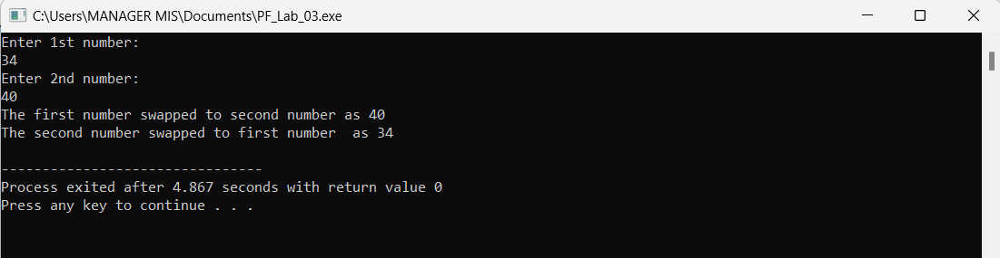 C:\Users\MANAGER MIS\Documents\PF_Lab_03.exe
Enter 1st number:
34
Enter 2nd number:
40
The first number swapped to second number as 40
The second number swapped to first number  as 34
--------------------------------
Process exited after 4.867 seconds with return value 0
Press any key to continue . . .